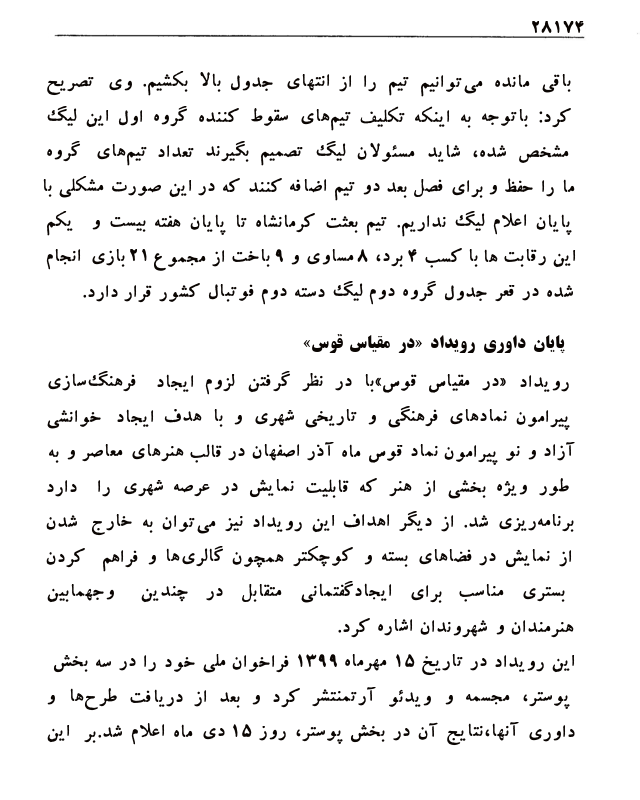 ۲۸۱۷۴
باقی مانده می‌توانیم تیم را از انتهای جدول بالا بکشیم. وی تصریح
کرد: باتوجه به اینکه تکلیف تیم‌های سقوط کننده گروه اول این لیگ
مشخص شده، شاید مسئولان لیگ تصمیم بگیرند تعداد تیم‌های گروه
ما را حفظ و برای فصل بعد دو تیم اضافه کنند که در این صورت مشکلی با
پایان اعلام لیگ نداریم. تیم بعثت کرمانشاه تا پایان هفته بیست و یکم
این رقابت ها با کسب ۴ برد، ۸ مساوی و ۹ باخت از مجموع ۲۱ بازی انجام
شده در قعر جدول گروه دوم لیگ دسته دوم فوتبال کشور قرار دارد.
پایان داوری رویداد «در مقیاس قوس»
رویداد «در مقیاس قوس»با در نظر گرفتن لزوم ایجاد فرهنگ‌سازی
پیرامون نمادهای فرهنگی و تاریخی شهری و با هدف ایجاد خوانشی
آزاد و نو پیرامون نماد قوس ماه آذر اصفهان در قالب هنرهای معاصر و به
طور ویژه بخشی از هنر که قابلیت نمایش در عرصه شهری را دارد
برنامه‌ریزی شد. از دیگر اهداف این رویداد نیز می‌توان به خارج شدن
از نمایش در فضاهای بسته و کوچکتر همچون گالری‌ها و فراهم کردن
بستری مناسب برای ایجادگفتمانی متقابل در چندین وجهمابین
هنرمندان و شهروندان اشاره کرد.
این رویداد در تاریخ ۱۵ مهرماه ۱۳۹۹ فراخوان ملی خود را در سه بخش
پوستر، مجسمه و ویدئو آرتمنتشر کرد و بعد از دریافت طرح‌ها و
داوری آنها،نتایج آن در بخش پوستر، روز ۱۵ دی ماه اعلام شد.بر این